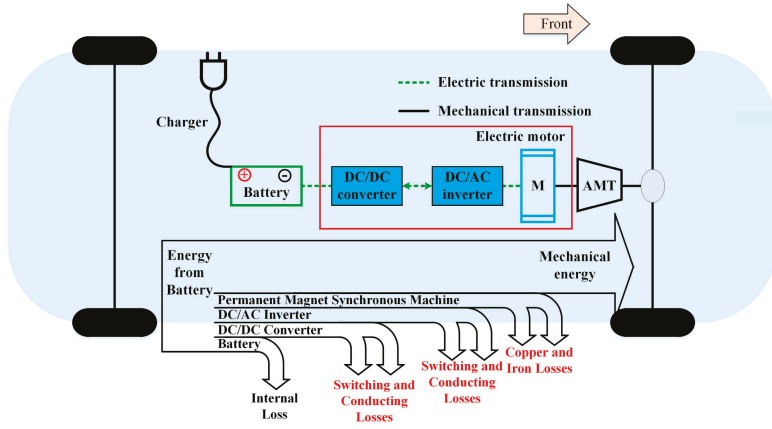 Front
Electric transmission
Mechanical transmission
Charger
Electric motor
+
−
Battery
DC/DC
converter
DC/AC
inverter
M
AMT
Energy
from
Battery
Mechanical
energy
Permanent Magnet Synchronous Machine
DC/AC Inverter
DC/DC Converter
Battery
Internal
Loss
Switching and
Conducting
Losses
Switching and
Conducting
Losses
Copper and
Iron Losses